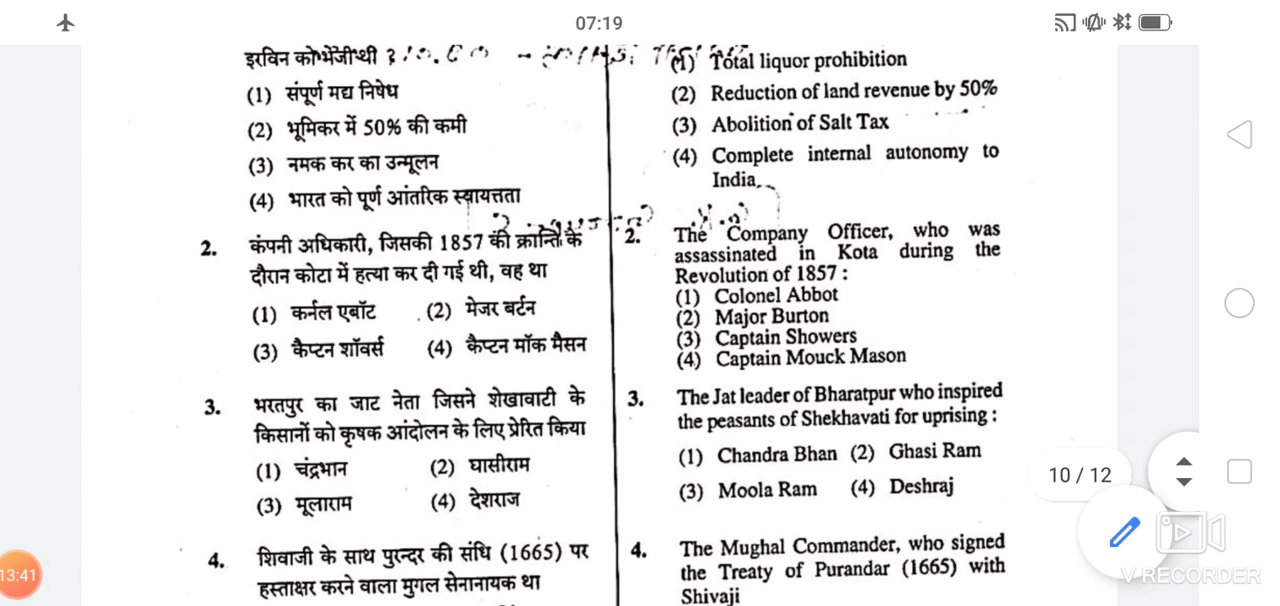 07:19
इरविन को भेजी थी ?
(1) संपूर्ण मद्य निषेध
(2) भूमिकर में 50% की कमी
(3) नमक कर का उन्मूलन
(4) भारत को पूर्ण आंतरिक स्वायत्तता
2. कंपनी अधिकारी, जिसकी 1857 की क्रान्ति के
दौरान कोटा में हत्या कर दी गई थी, वह था
(1) कर्नल एबॉट (2) मेजर बर्टन
(3) कैप्टन शॉवर्स (4) कैप्टन मॉक मैसन
3. भरतपुर का जाट नेता जिसने शेखावाटी के
किसानों को कृषक आंदोलन के लिए प्रेरित किया
(1) चंद्रभान (2) घासीराम
(3) मूलाराम (4) देशराज
4. शिवाजी के साथ पुरन्दर की संधि (1665) पर
हस्ताक्षर करने वाला मुगल सेनानायक था
(1) Total liquor prohibition
(2) Reduction of land revenue by 50%
(3) Abolition of Salt Tax
(4) Complete internal autonomy to
India
2. The Company Officer, who was
assassinated in Kota during the
Revolution of 1857 :
(1) Colonel Abbot
(2) Major Burton
(3) Captain Showers
(4) Captain Mouck Mason
3. The Jat leader of Bharatpur who inspired
the peasants of Shekhavati for uprising :
(1) Chandra Bhan (2) Ghasi Ram
(3) Moola Ram (4) Deshraj
4. The Mughal Commander, who signed
the Treaty of Purandar (1665) with
Shivaji
10 / 12
13:41
V RECORDER